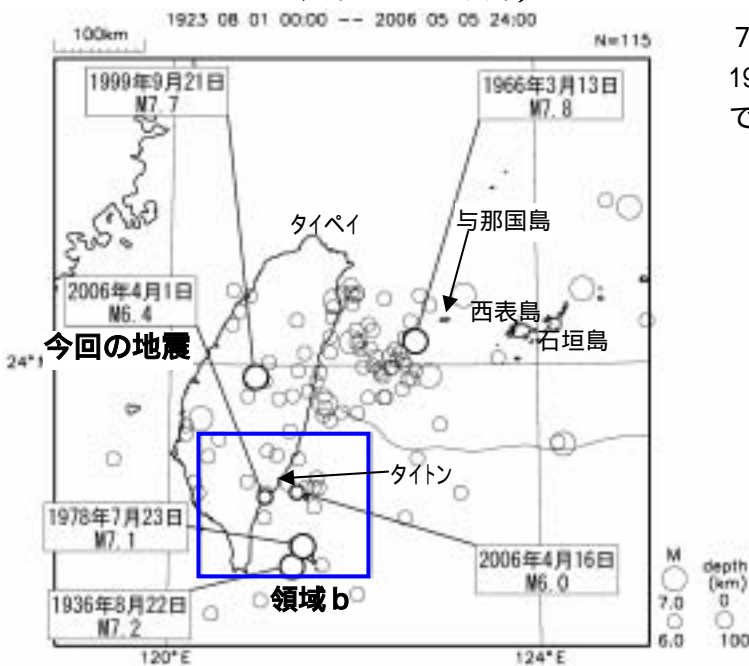 1923 08 01 00:00 -- 2006 05 05 24:00
100km
N=115
1999年9月21日
M7.7
1966年3月13日
M7.8
タイペイ
与那国島
2006年4月1日
M6.4
今回の地震
西表島
石垣島
24°N
タイトン
1978年7月23日
M7.1
2006年4月16日
M6.0
1936年8月22日
M7.2
領域b
M
7.0
6.0
depth
(km)
0
100
120°E
124°E
7
19
で